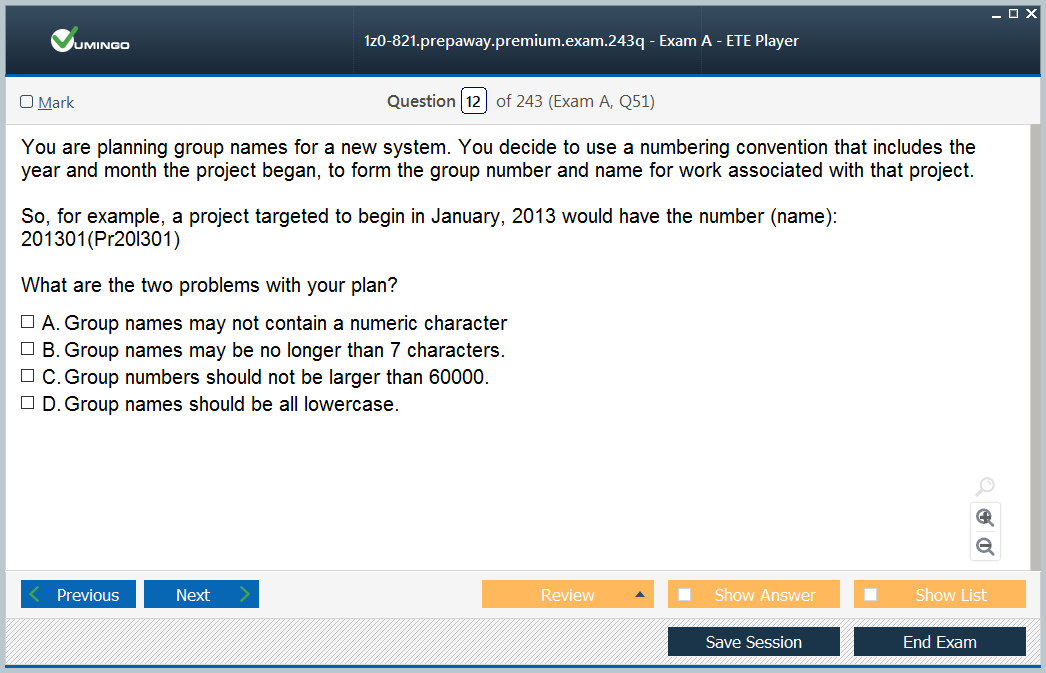 VUMINGO
1z0-821.prepaway.premium.exam.243q - Exam A - ETE Player
Mark
Question 12 of 243 (Exam A, Q51)
You are planning group names for a new system. You decide to use a numbering convention that includes the
year and month the project began, to form the group number and name for work associated with that project.
So, for example, a project targeted to begin in January, 2013 would have the number (name):
201301(Pr20l301)
What are the two problems with your plan?
A. Group names may not contain a numeric character
B. Group names may be no longer than 7 characters.
C. Group numbers should not be larger than 60000.
D. Group names should be all lowercase.
Previous
Next
Review
Show Answer
Show List
Save Session
End Exam